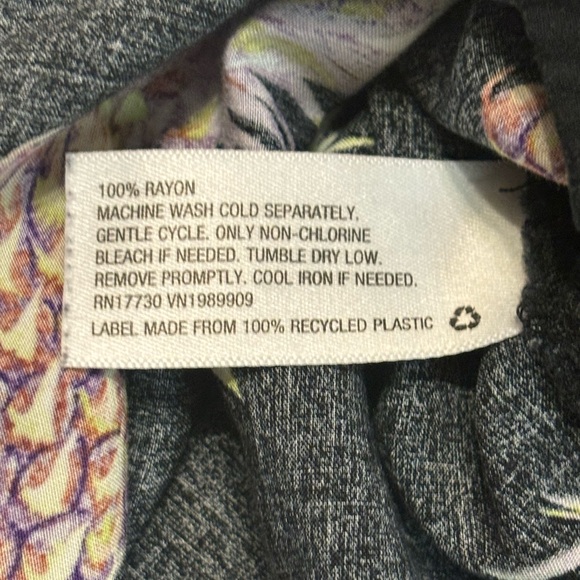 100% RAYON
MACHINE WASH COLD SEPARATELY.
GENTLE CYCLE. ONLY NON-CHLORINE
BLEACH IF NEEDED. TUMBLE DRY LOW.
REMOVE PROMPTLY. COOL IRON IF NEEDED.
RN17730 VN1989909
LABEL MADE FROM 100% RECYCLED PLASTIC